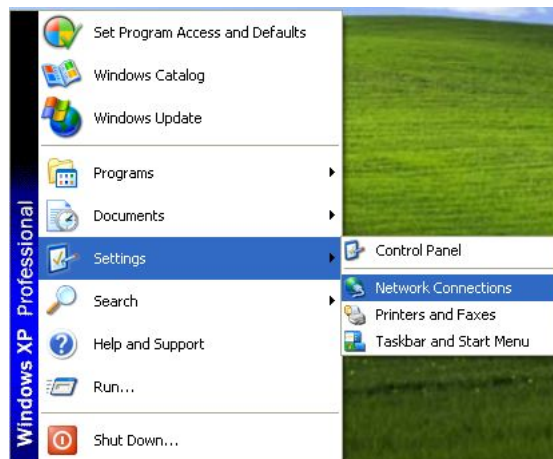 Set Program Access and Defaults
Windows Catalog
Windows Update
Programs
Documents
Settings
Search
Help and Support
Run...
Shut Down...
Windows XP Professional
Control Panel
Network Connections
Printers and Faxes
Taskbar and Start Menu